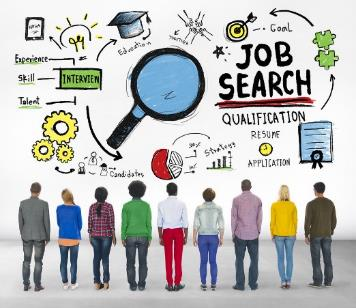 Goal
Education
JOB
SEARCH
Experience
Skill
INTERVIEW
Talent
QUALIFICATION
RESUME
Strategy
APPLICATION
Candidates